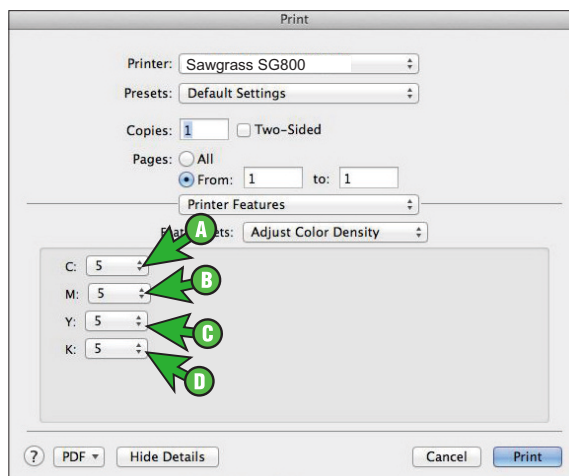 Print
Printer: Sawgrass SG800
Presets: Default Settings
Copies: 1 Two-Sided
Pages: All
From: 1 to: 1
Printer Features
ets: Adjust Color Density
A
C: 5
B
M: 5
Y: 5
C
K: 5
D
? PDF Hide Details Cancel Print